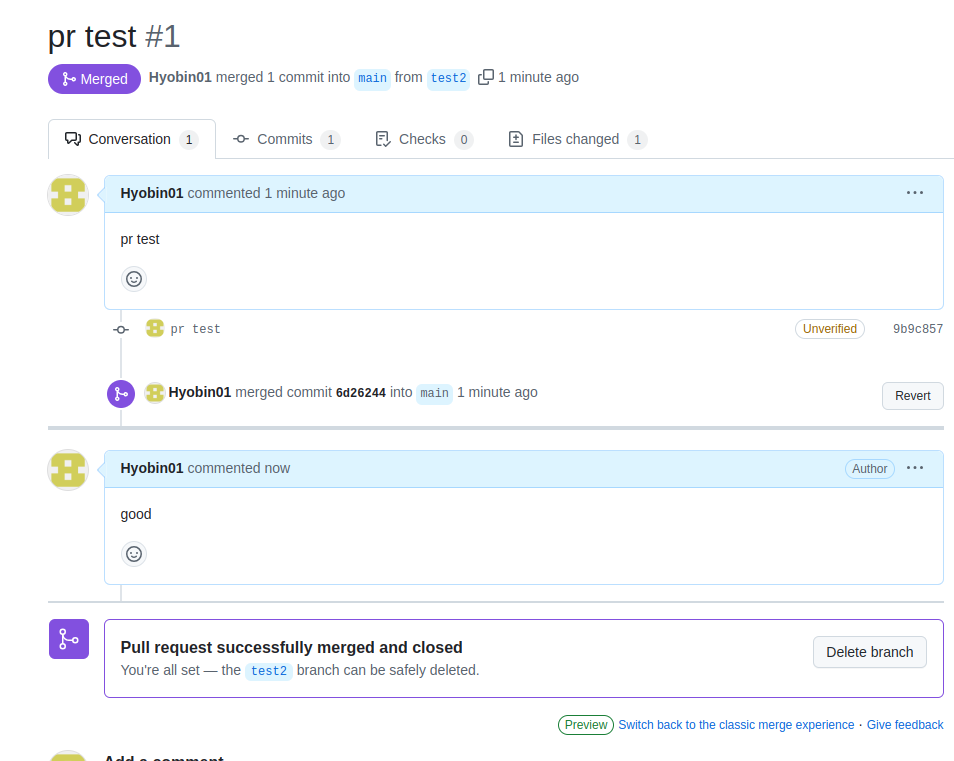 pr test #1
Merged Hyobin01 merged 1 commit into main from test2 1 minute ago
Conversation 1 Commits 1 Checks 0 Files changed 1
Hyobin01 commented 1 minute ago
pr test
pr test Unverified 9b9c857
Hyobin01 merged commit 6d26244 into main 1 minute ago Revert
Hyobin01 commented now Author
good
Pull request successfully merged and closed
You're all set — the test2 branch can be safely deleted. Delete branch
Preview Switch back to the classic merge experience · Give feedback
Add a comment